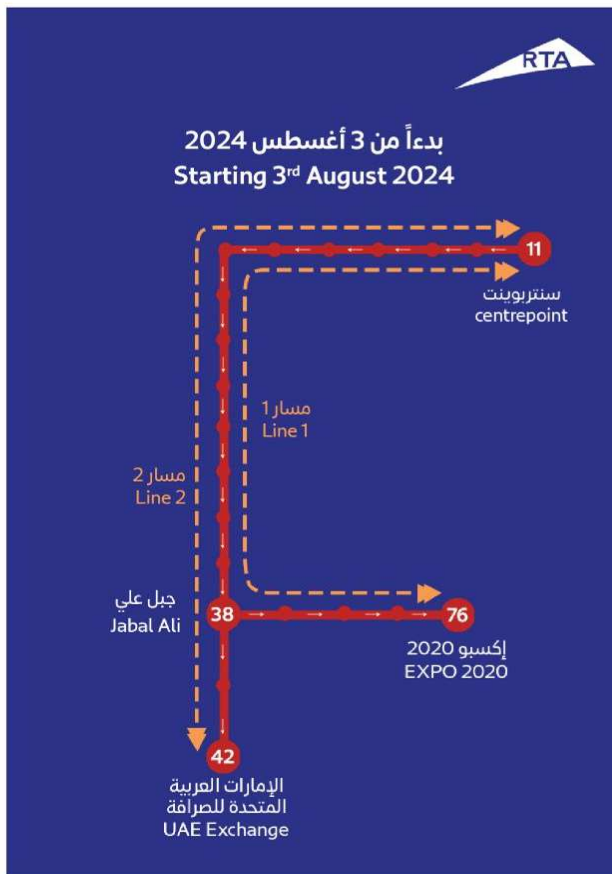 RTA
بدءاً من 3 أغسطس 2024
Starting 3rd August 2024
11
سنتربوينت
centrepoint
مسار 1
Line 1
مسار 2
Line 2
جبل علي
Jabal Ali
38
76
إكسبو 2020
EXPO 2020
42
الإمارات العربية
المتحدة للصرافة
UAE Exchange